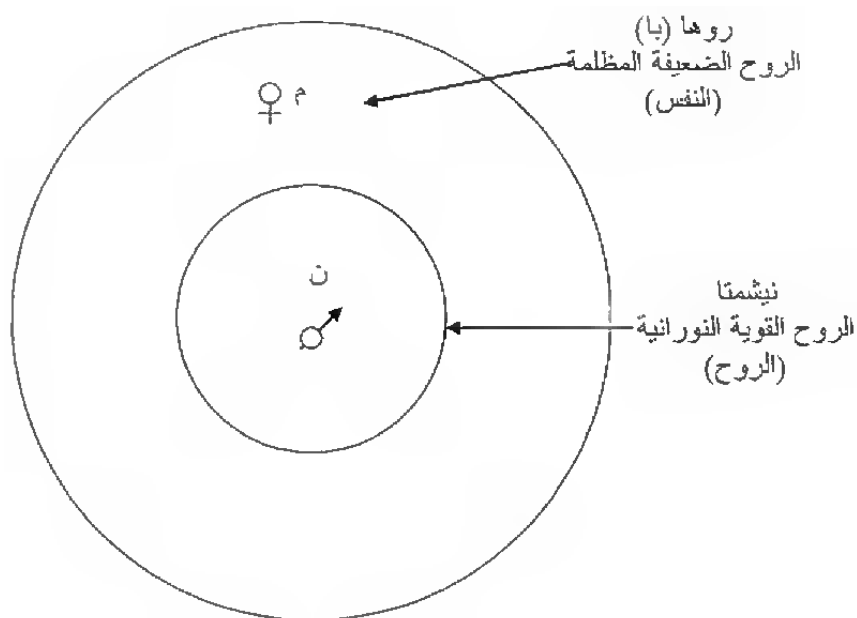 روها (با)
الروح الضعيفة المظلمة
(النفس)
م
ن
نيشمتا
الروح القوية النورانية
(الروح)